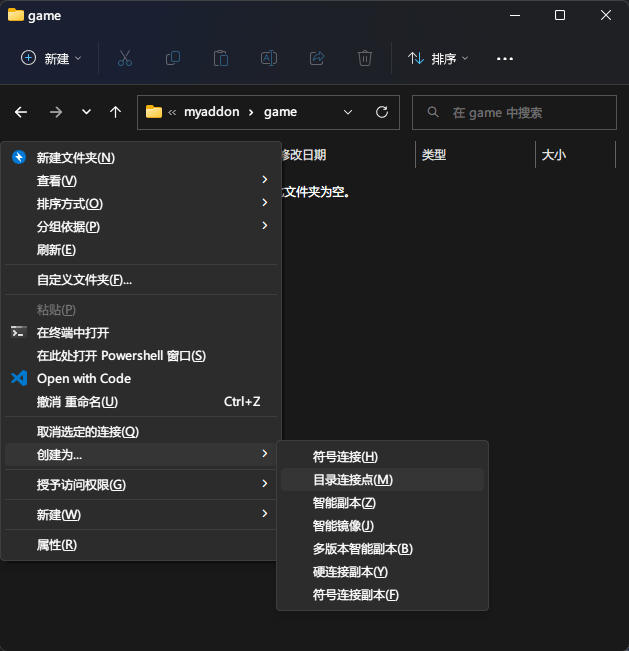 game
新建
排序
myaddon
game
在 game 中搜索
修改日期
类型
大小
文件夹为空。
新建文件夹(N)
查看(V)
排序方式(O)
分组依据(P)
刷新(E)
自定义文件夹(F)...
粘贴(P)
在终端中打开
在此处打开 Powershell 窗口(S)
Open with Code
撤消 重命名(U) Ctrl+Z
取消选定的连接(Q)
创建为...
授予访问权限(G)
新建(W)
属性(R)
符号连接(H)
目录连接点(M)
智能副本(Z)
智能镜像(J)
多版本智能副本(B)
硬连接副本(Y)
符号连接副本(F)